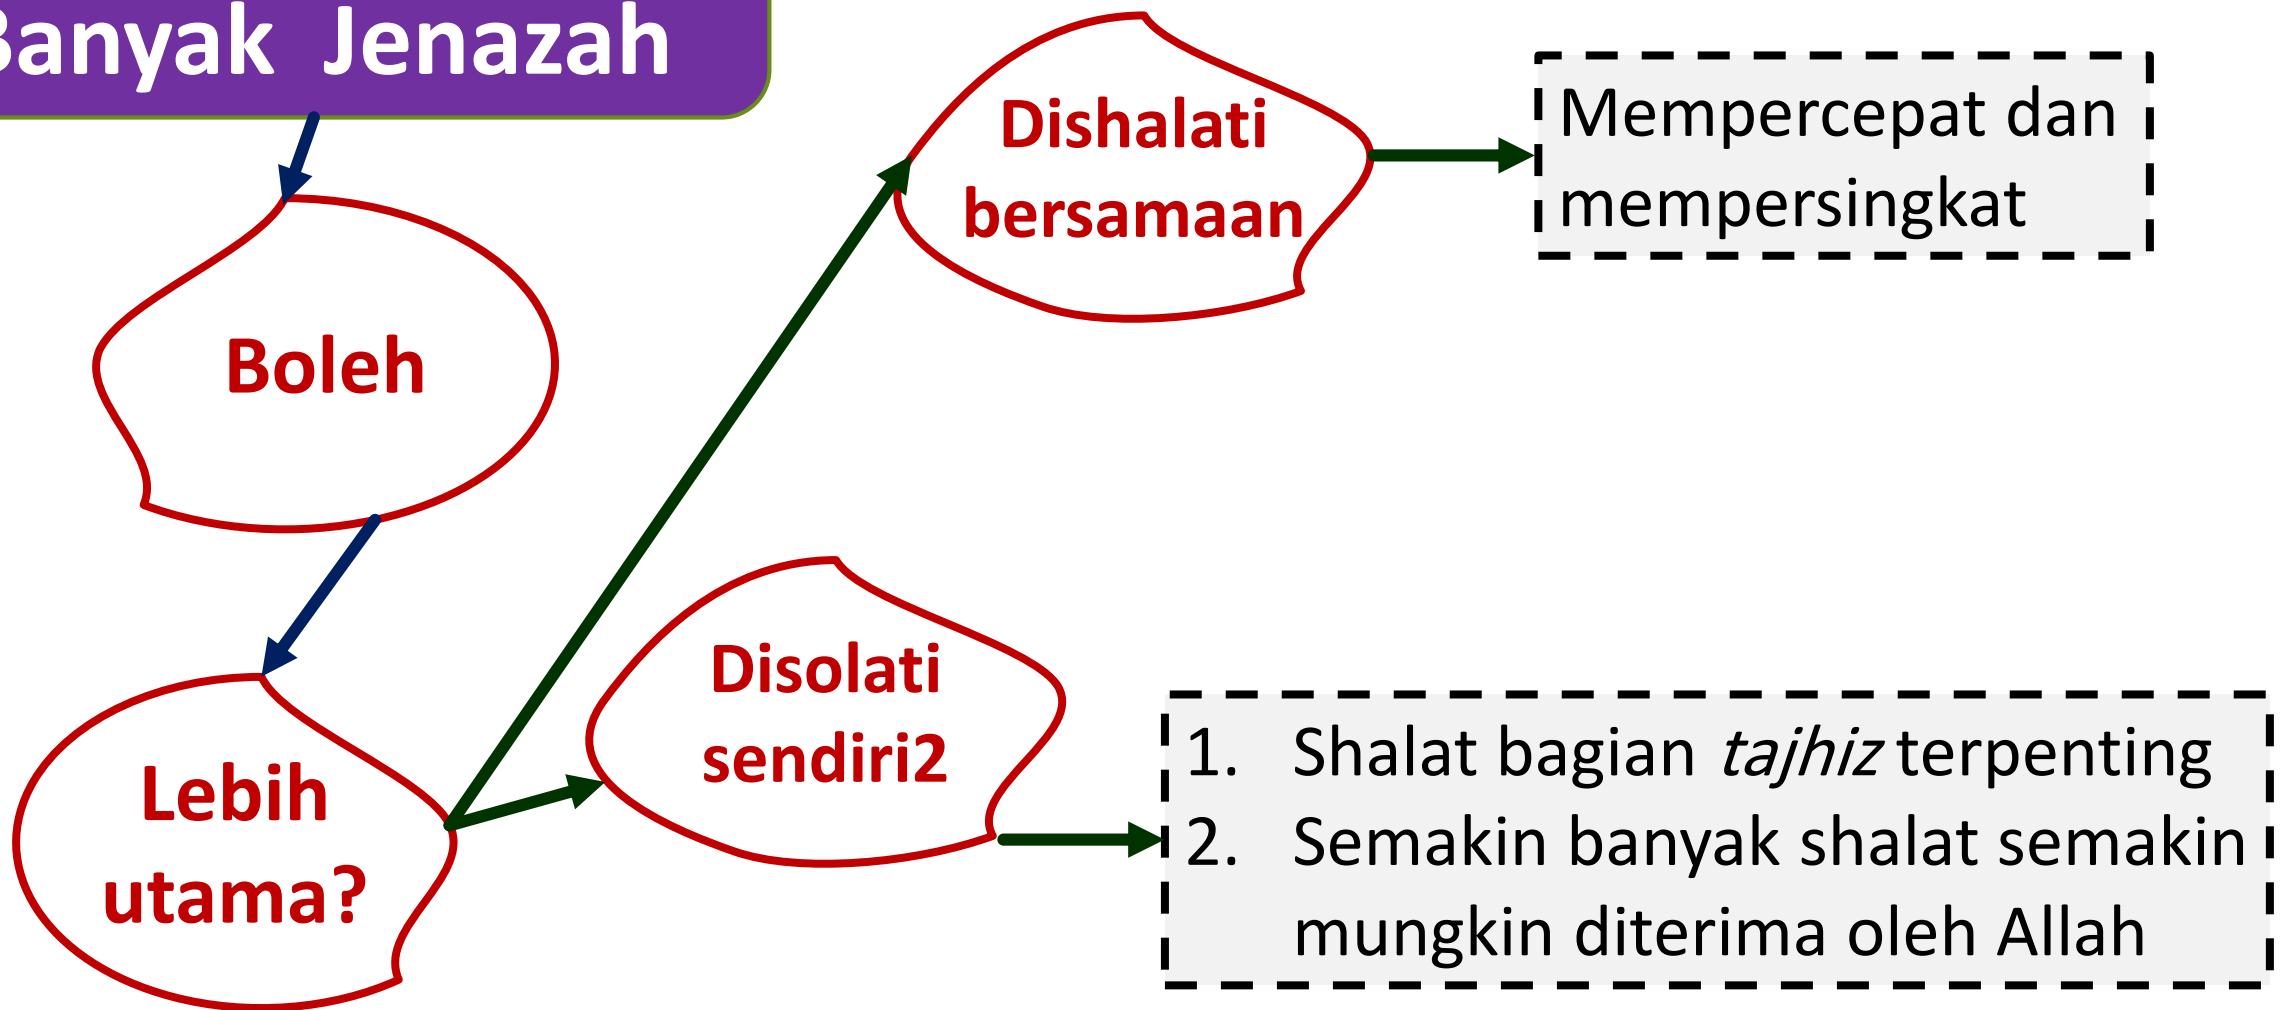 Banyak Jenazah
Boleh
Lebih
utama?
Dishalati
bersamaan
Mempercepat dan
mempersingkat
Disolati
sendiri2
1. Shalat bagian tajhiz terpenting
2. Semakin banyak shalat semakin
mungkin diterima oleh Allah